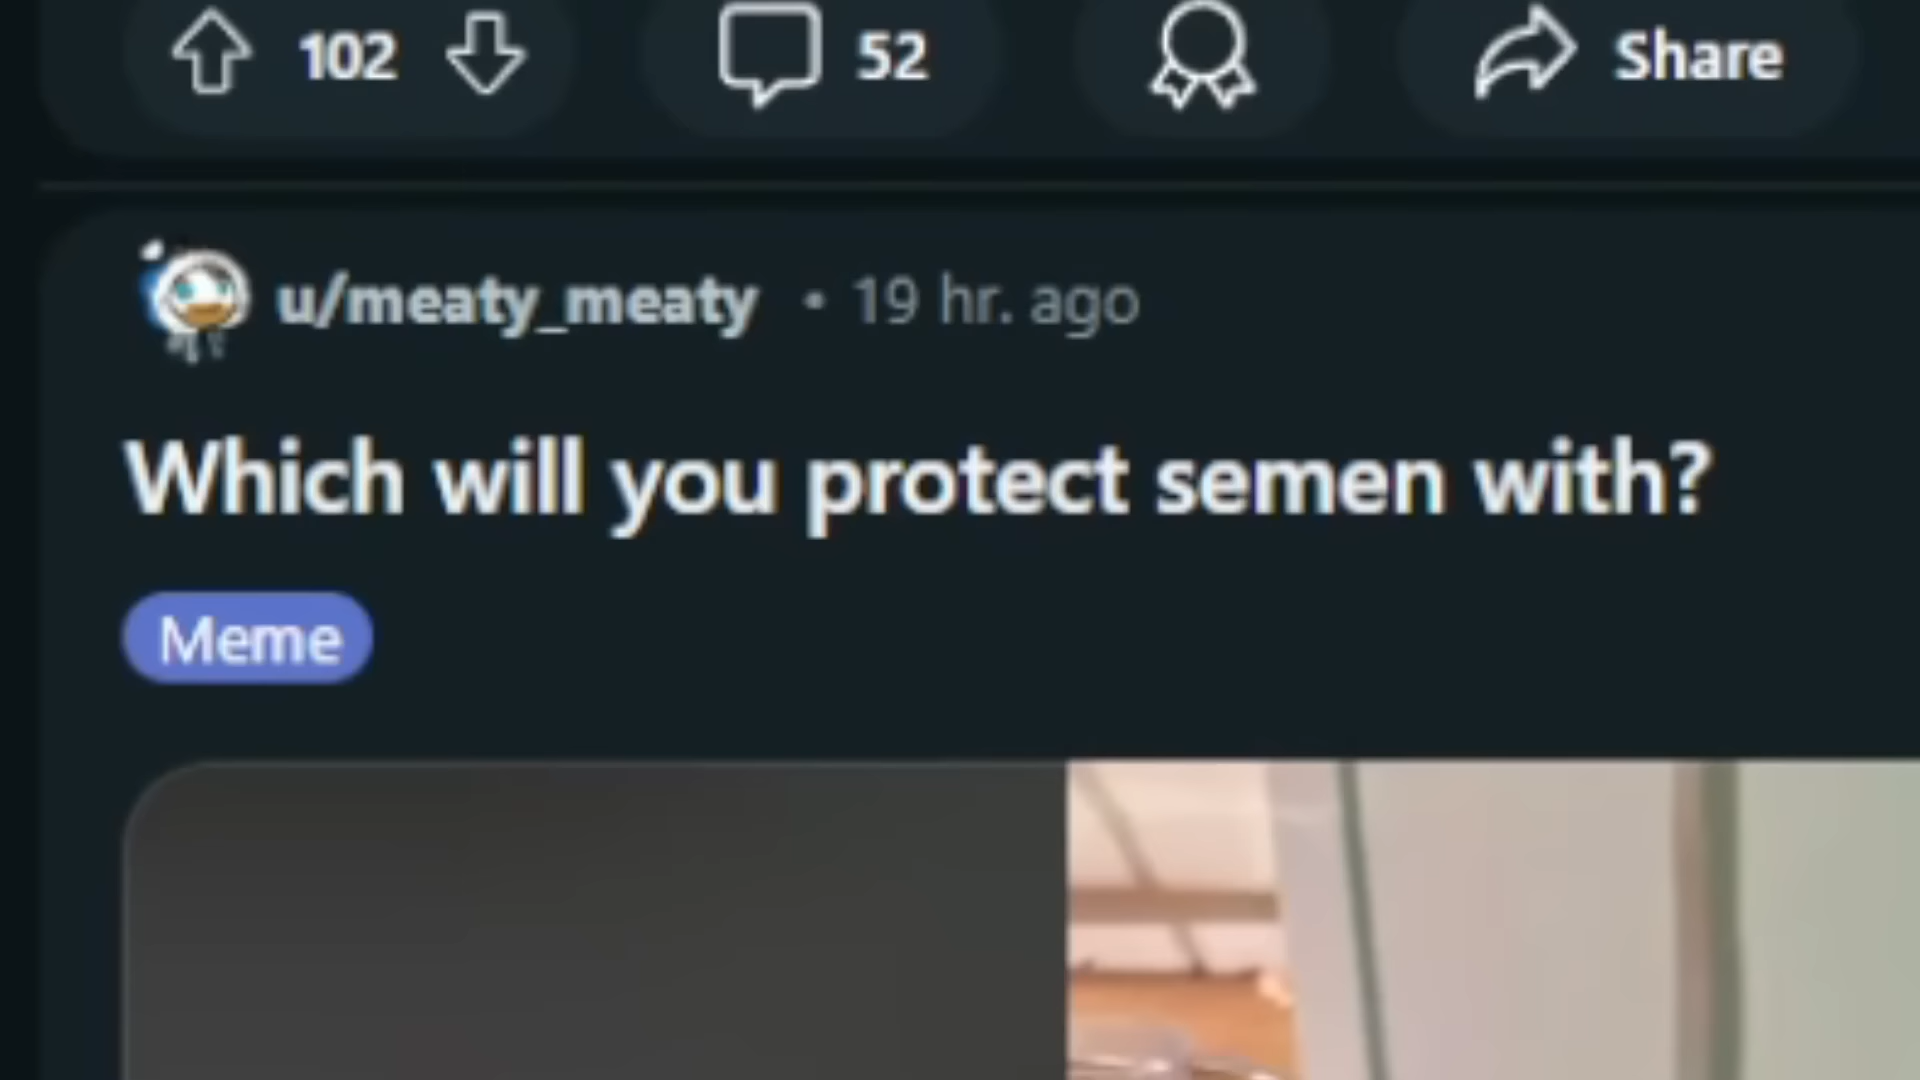 102 52 Share
u/meaty_meaty • 19 hr. ago
Which will you protect semen with?
Meme